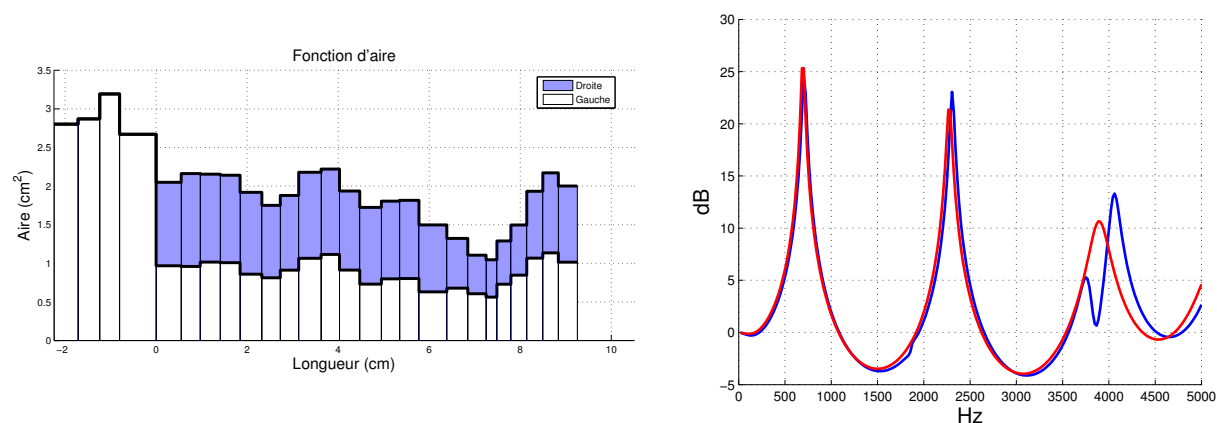 Fonction d'aire
Aire (cm²)
3.5
3
2.5
2
1.5
1
0.5
0
Droite
Gauche
−2 0 2 4 6 8 10
Longueur (cm)
dB
30
25
20
15
10
5
0
−5
0 500 1000 1500 2000 2500 3000 3500 4000 4500 5000
Hz